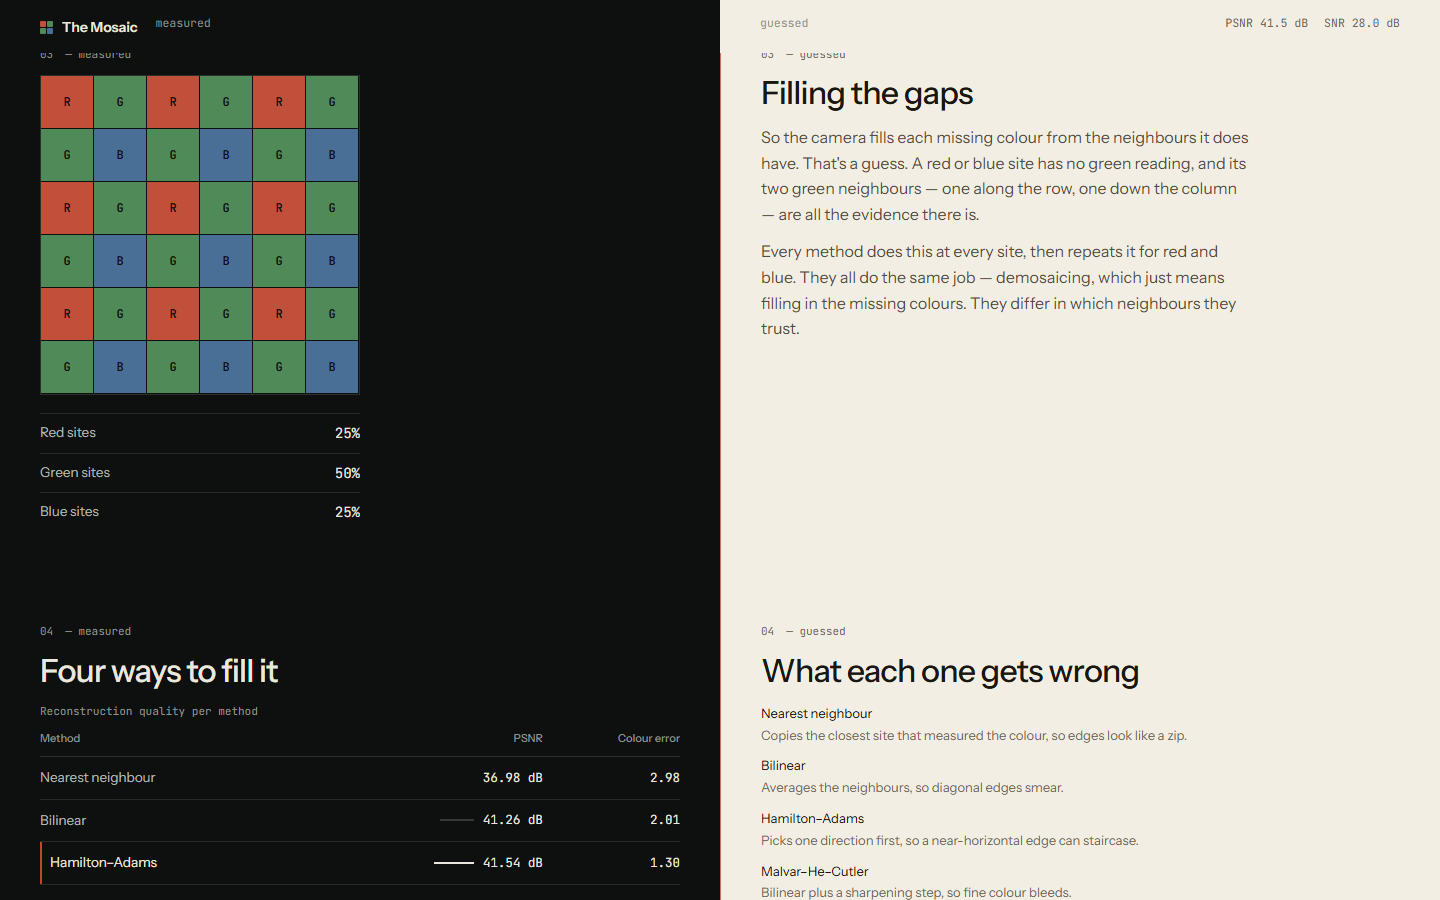 The Mosaic
measured
guessed
PSNR 41.5 dB SNR 28.0 dB
03 — measured
R G R G R G
G B G B G B
R G R G R G
G B G B G B
R G R G R G
G B G B G B
Red sites 25%
Green sites 50%
Blue sites 25%
03 — guessed
Filling the gaps
So the camera fills each missing colour from the neighbours it does
have. That's a guess. A red or blue site has no green reading, and its
two green neighbours — one along the row, one down the column
— are all the evidence there is.
Every method does this at every site, then repeats it for red and
blue. They all do the same job — demosaicing, which just means
filling in the missing colours. They differ in which neighbours they
trust.
04 — measured
Four ways to fill it
Reconstruction quality per method
Method PSNR Colour error
Nearest neighbour 36.98 dB 2.98
Bilinear 41.26 dB 2.01
Hamilton–Adams 41.54 dB 1.30
04 — guessed
What each one gets wrong
Nearest neighbour
Copies the closest site that measured the colour, so edges look like a zip.
Bilinear
Averages the neighbours, so diagonal edges smear.
Hamilton–Adams
Picks one direction first, so a near-horizontal edge can staircase.
Malvar–He–Cutler
Bilinear plus a sharpening step, so fine colour bleeds.